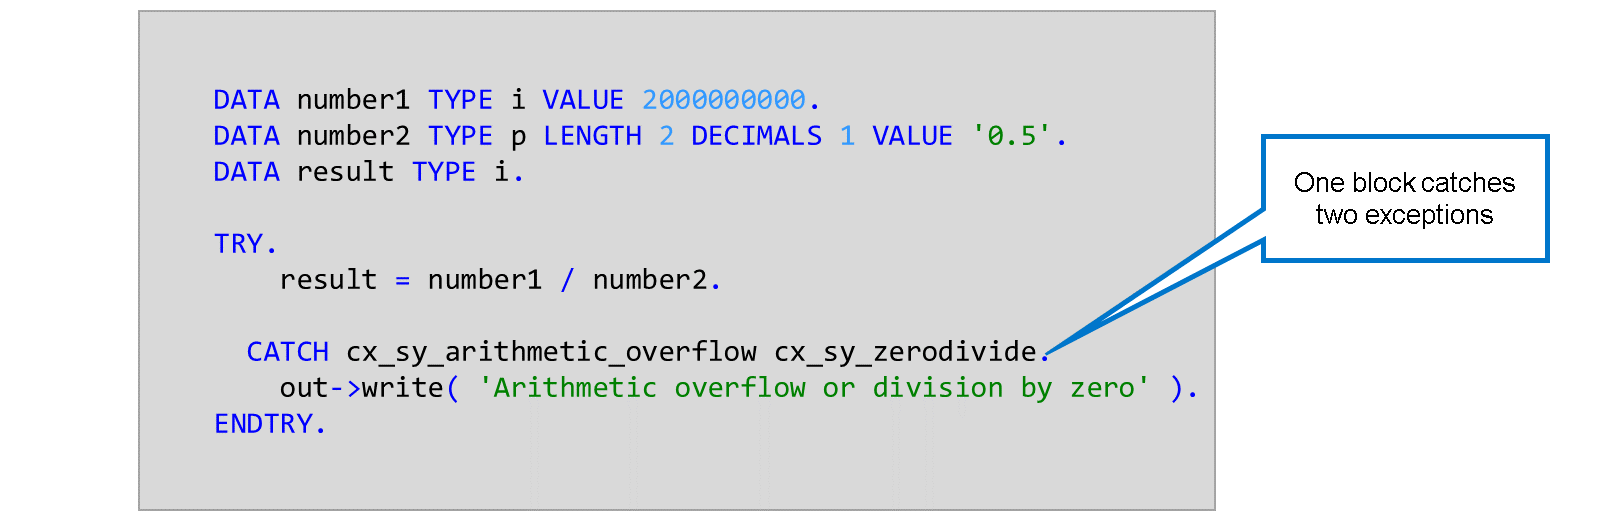 DATA number1 TYPE i VALUE 2000000000.
DATA number2 TYPE p LENGTH 2 DECIMALS 1 VALUE '0.5'.
DATA result TYPE i.
TRY.
result = number1 / number2.
CATCH cx_sy_arithmetic_overflow cx_sy_zerodivide.
out->write( 'Arithmetic overflow or division by zero' ).
ENDTRY.
One block catches
two exceptions